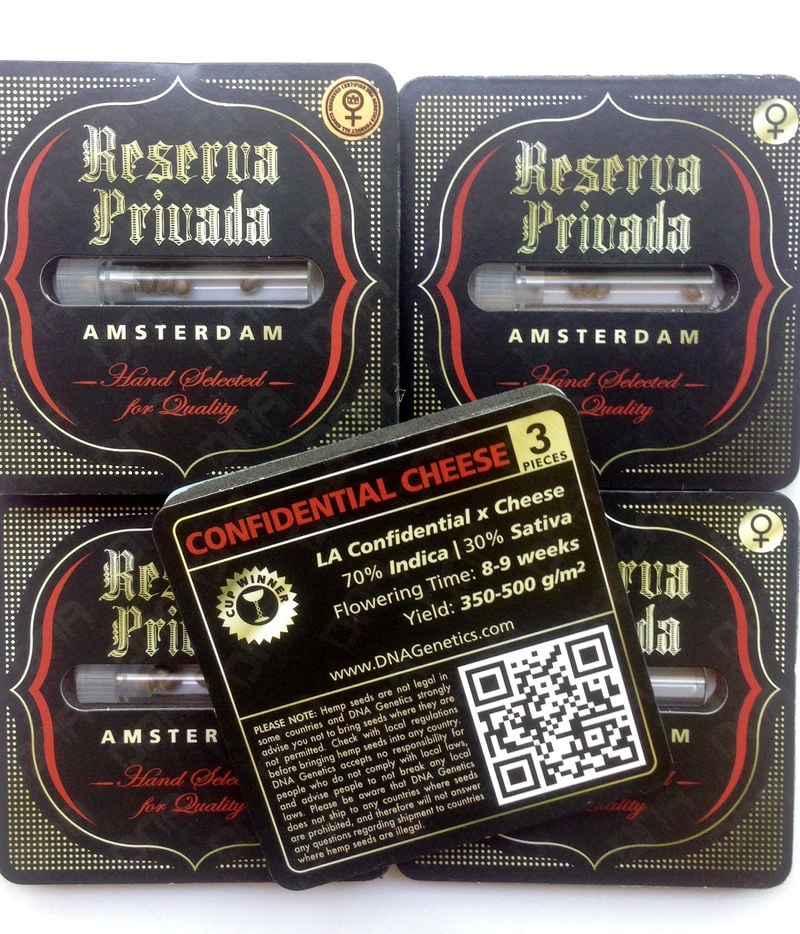 Reserva
Privada
AMSTERDAM
Hand Selected
for Quality
Reserva
Privada
AMSTERDAM
Hand Selected
for Quality
CONFIDENTIAL CHEESE
3
PIECES
LA Confidential x Cheese
70% Indica | 30% Sativa
Flowering Time: 8-9 weeks
Yield: 350-500 g/m²
CUP WINNER
www.DNAGenetics.com
PLEASE NOTE: Hemp seeds are not legal in
some countries and DNA Genetics strongly
advise you not to bring seeds where they are
not permitted. Check with local regulations
before bringing hemp seeds into any country.
DNA Genetics accepts no responsibility for
people who do not comply with local laws,
and advise people to not break any local
laws. Please be aware that DNA Genetics
does not ship to any countries where seeds
are prohibited, and therefore will not answer
any questions regarding shipment to countries
where hemp seeds are illegal.
Res
Priv
AMSTER
Hand Sele
for Quality
rva
da
M